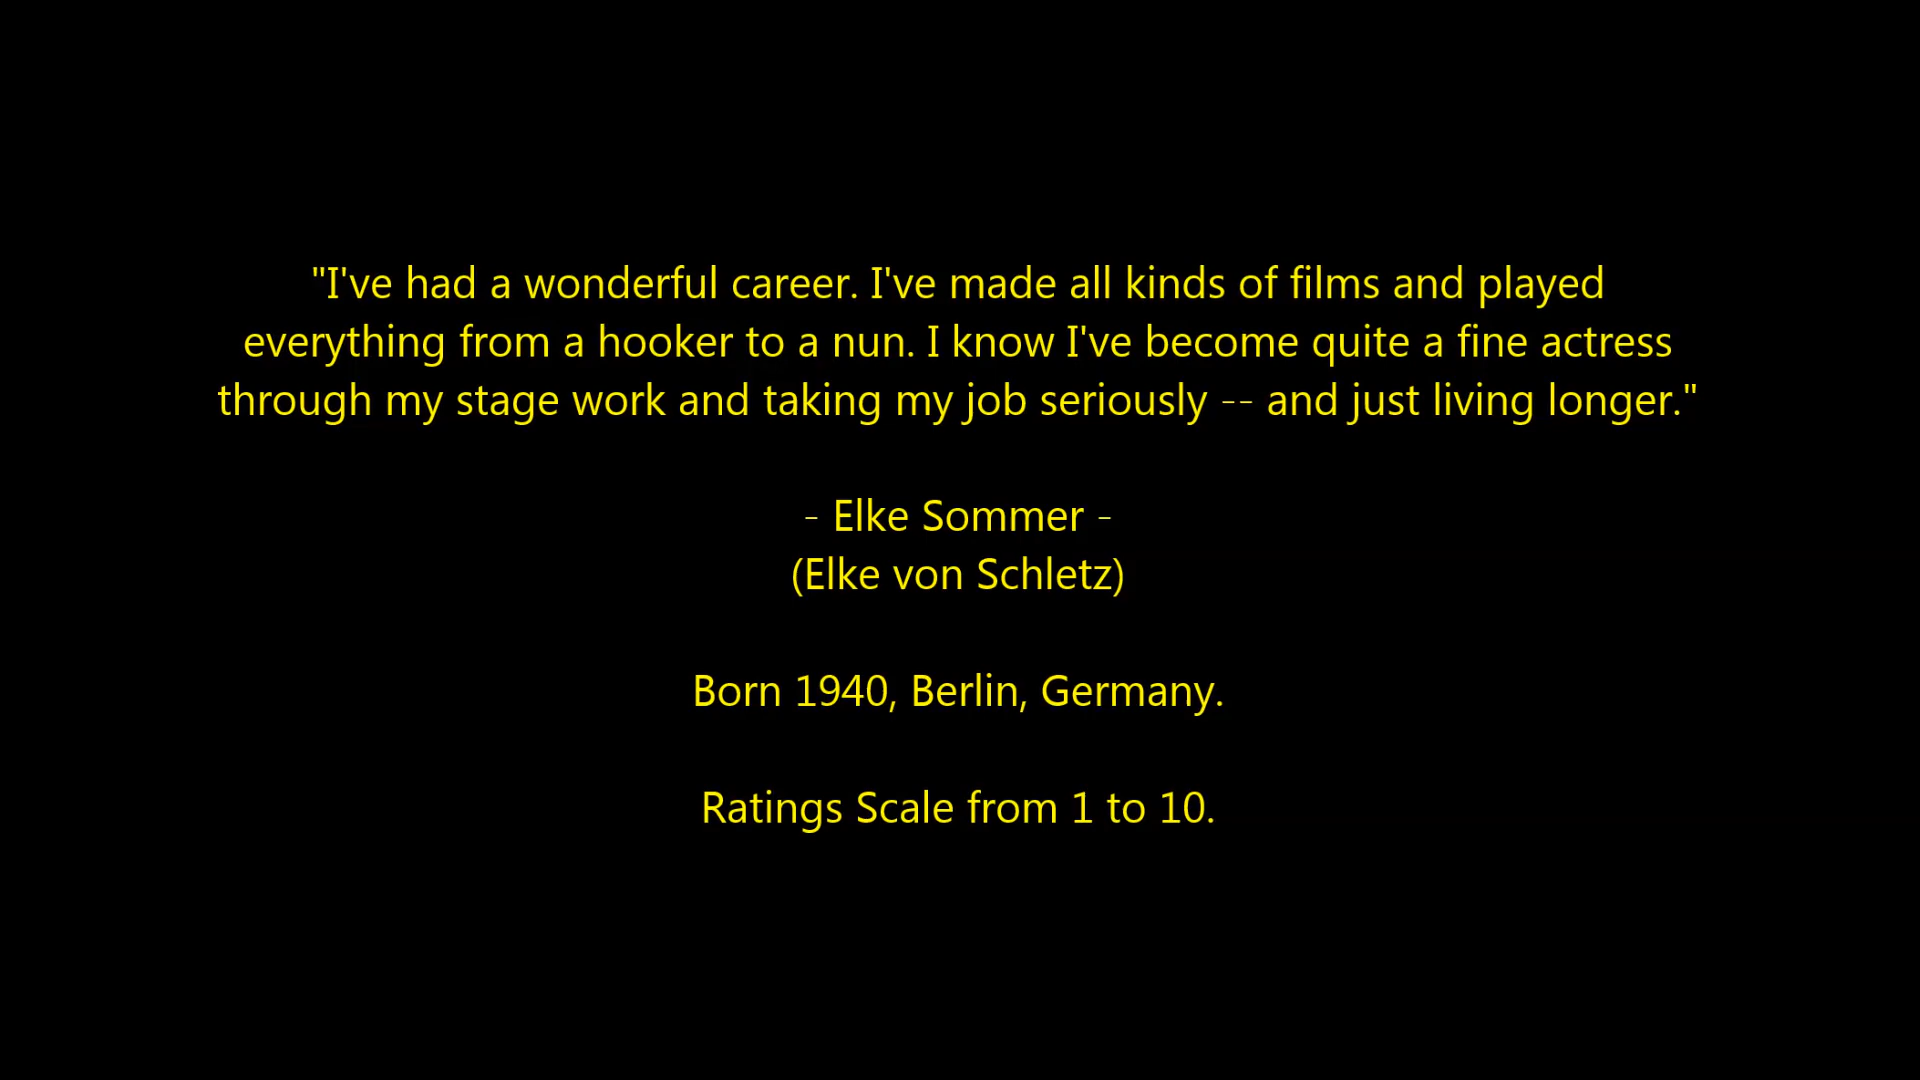 "I've had a wonderful career. I've made all kinds of films and played
everything from a hooker to a nun. I know I've become quite a fine actress
through my stage work and taking my job seriously -- and just living longer."
- Elke Sommer -
(Elke von Schletz)
Born 1940, Berlin, Germany.
Ratings Scale from 1 to 10.